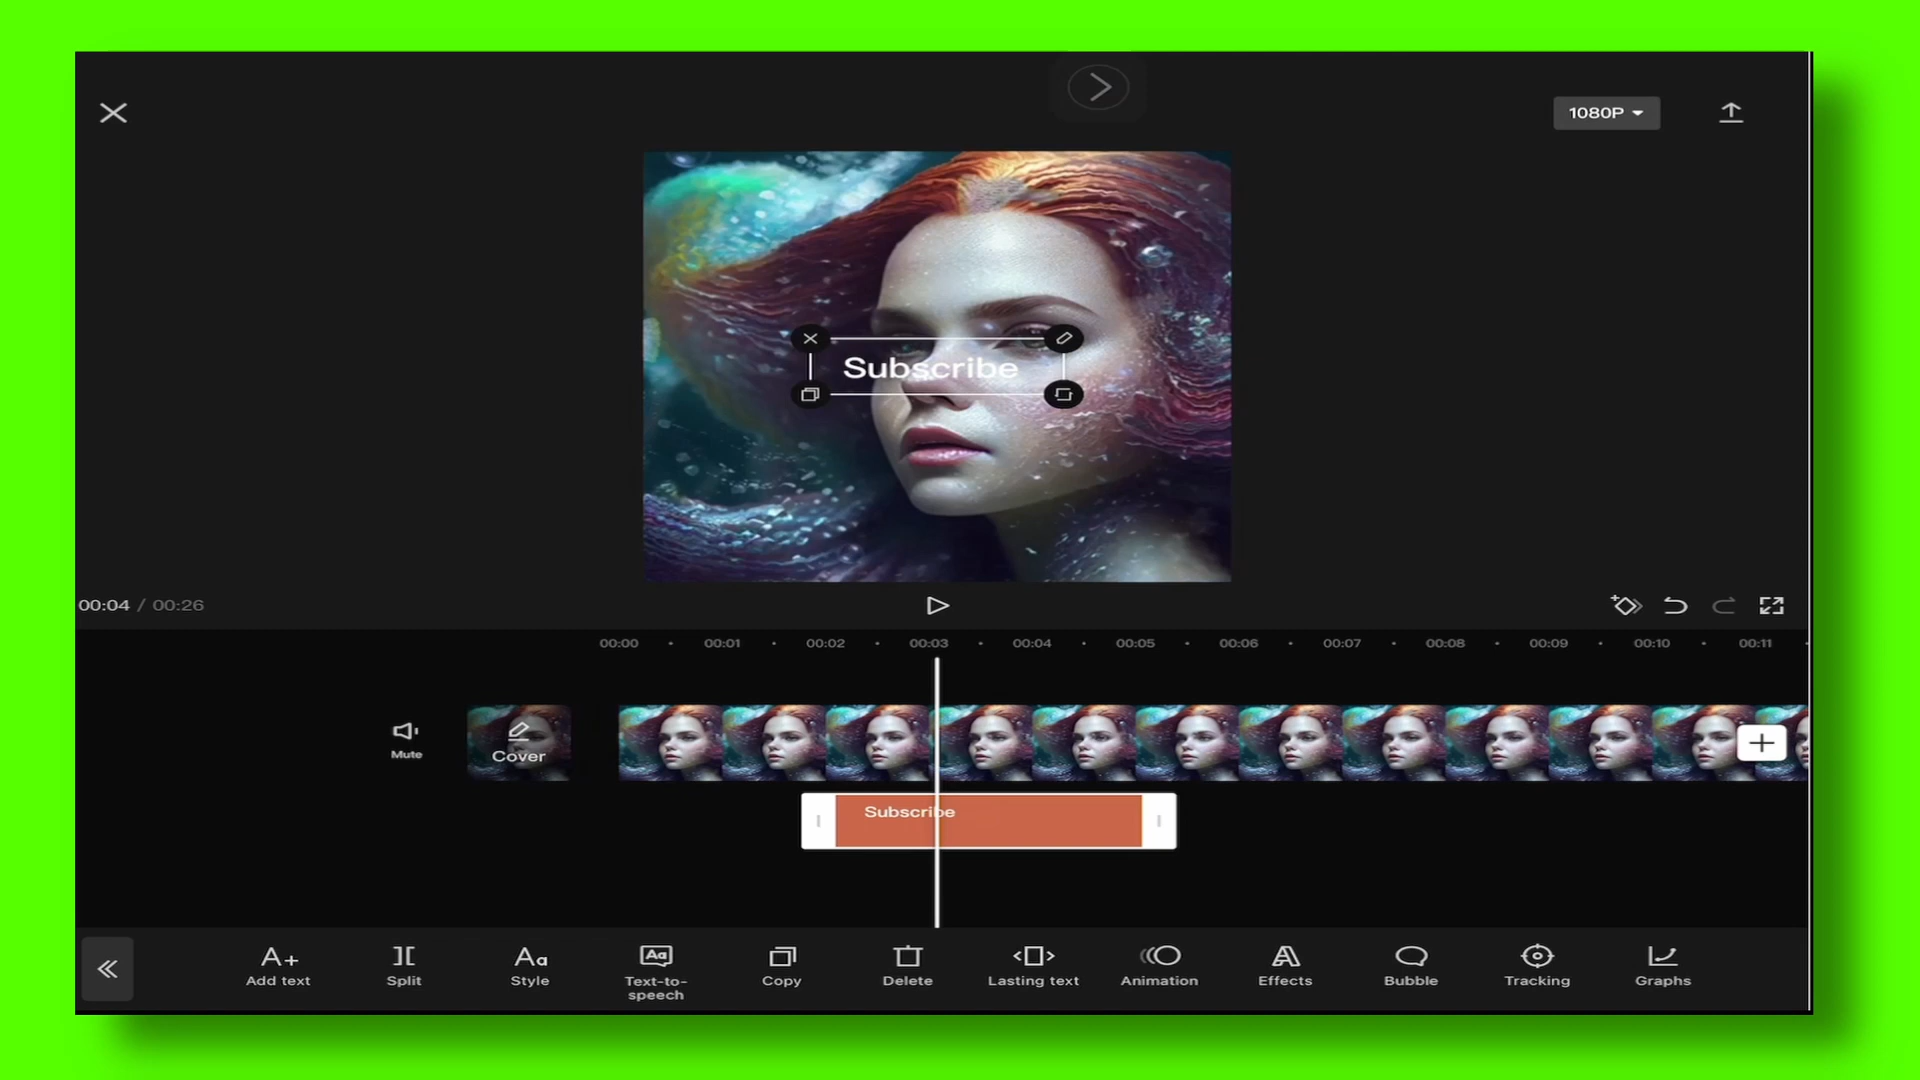 1080P
Subscribe
00:04 / 00:26
00:00 00:01 00:02 00:03 00:04 00:05 00:06 00:07 00:08 00:09 00:10 00:11
Mute
Cover
Subscribe
Add text
Split
Style
Text-to-
speech
Copy
Delete
Lasting text
Animation
Effects
Bubble
Tracking
Graphs